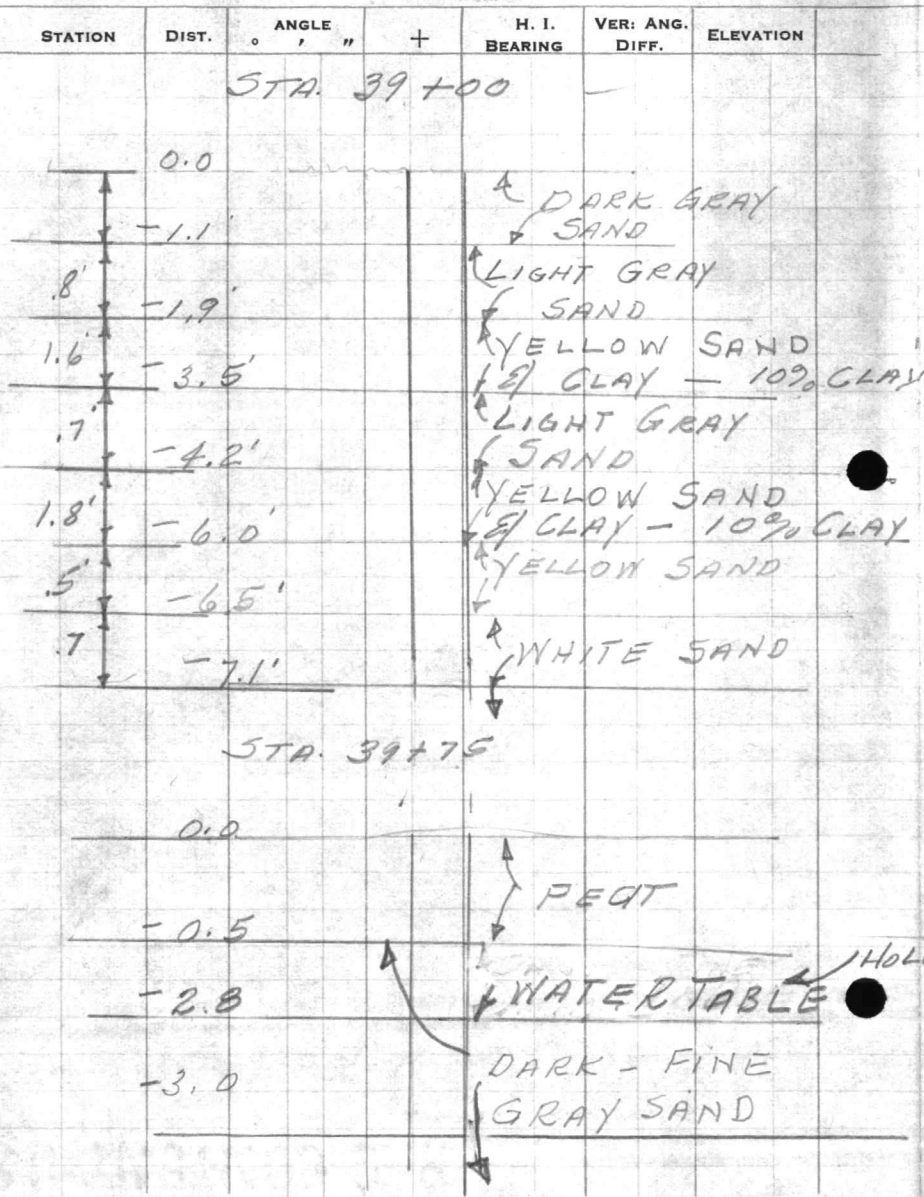 STATION DIST. ANGLE ° ' " + H. I. BEARING VER: ANG. DIFF. ELEVATION
STA. 39+00
0.0
DARK GRAY
-1.1' SAND
.8' LIGHT GRAY
-1.9' SAND
1.6' YELLOW SAND
-3.5' & CLAY - 10% CLAY
.7' LIGHT GRAY
-4.2' SAND
1.8' YELLOW SAND
-6.0' & CLAY - 10% CLAY
.5' YELLOW SAND
-6.5'
.7 WHITE SAND
-7.1'
STA. 39+75
0.0
PEAT
-0.5
HOL
-2.8 WATER TABLE
DARK - FINE
-3.0
GRAY SAND